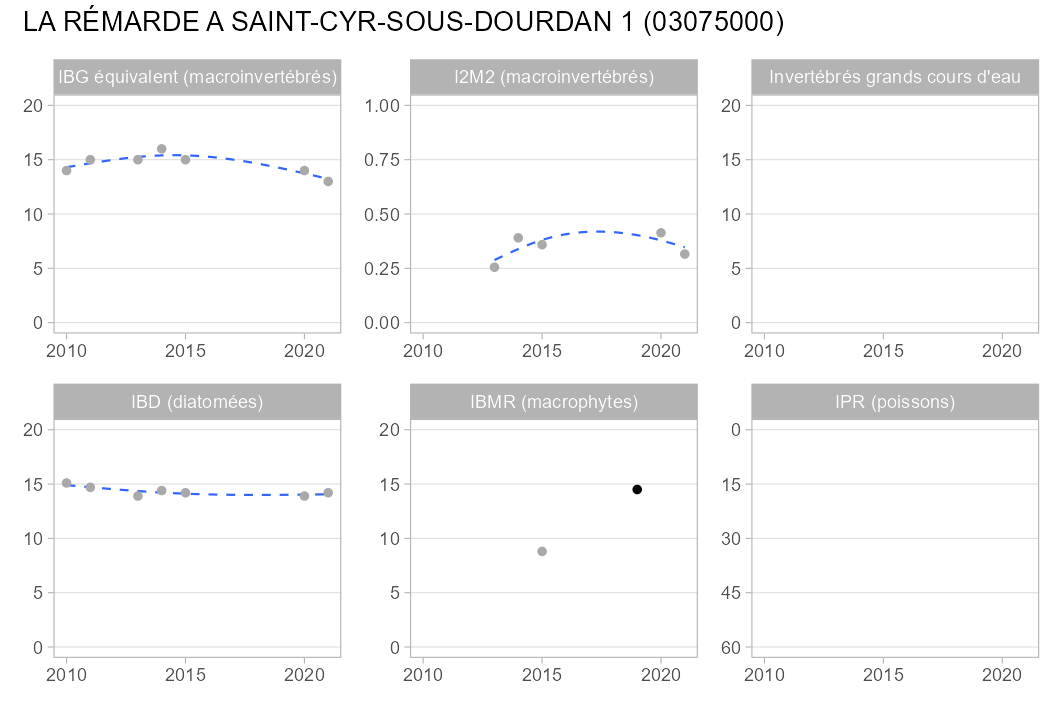 LA RÉMARDE A SAINT-CYR-SOUS-DOURDAN 1 (03075000)
IBG équivalent (macroinvertébrés) I2M2 (macroinvertébrés) Invertébrés grands cours d'eau
20 1.00 20
15 0.75 15
10 0.50 10
5 0.25 5
0 0.00 0
2010 2015 2020 2010 2015 2020 2010 2015 2020
IBD (diatomées) IBMR (macrophytes) IPR (poissons)
20 20 0
15 15 15
10 10 30
5 5 45
0 0 60
2010 2015 2020 2010 2015 2020 2010 2015 2020